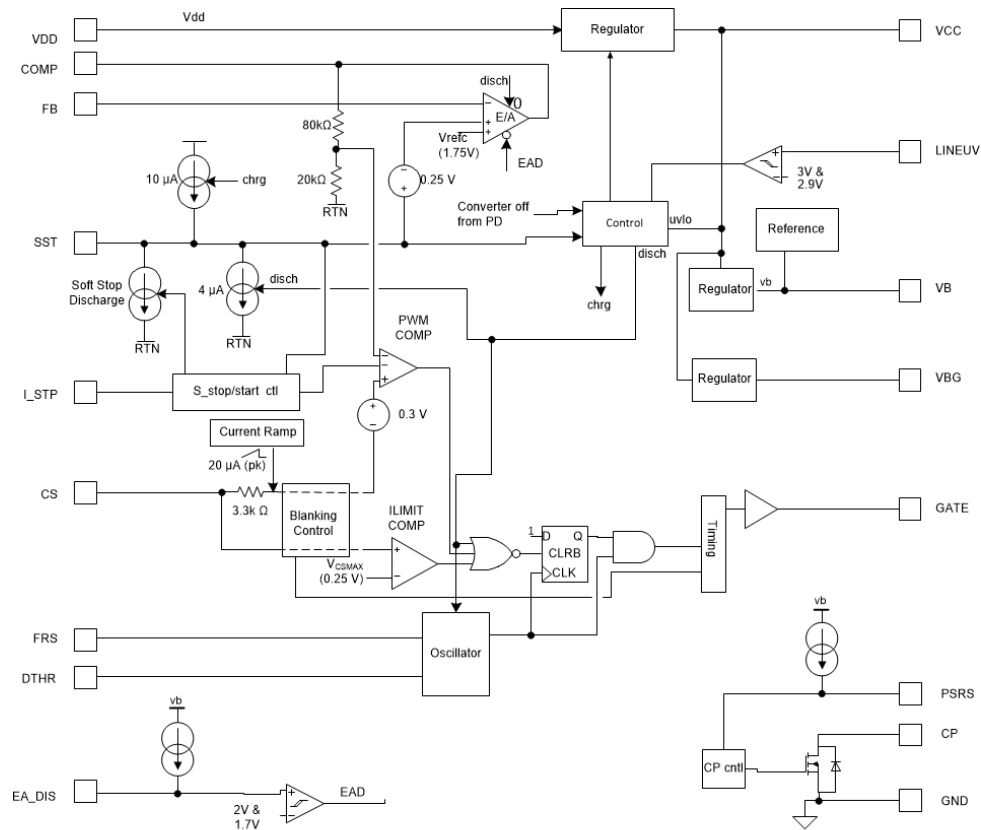 Vdd
VDD
Regulator
VCC
COMP
disch
FB
0
E/A
80kΩ
Vrefc
(1.75V)
EAD
LINEUV
3V &
2.9V
10 µA
chrg
20kΩ
0.25 V
RTN
Converter off
from PD
Control
uvlo
Reference
SST
disch
Soft Stop
Discharge
4 µA
disch
Regulator
vb
VB
chrg
RTN
RTN
PWM
COMP
I_STP
S_stop/start ctl
Regulator
VBG
0.3 V
Current Ramp
20 µA (pk)
CS
3.3k Ω
Blanking
Control
ILIMIT
COMP
VCSMAX
(0.25 V)
1
D
Q
CLRB
CLK
Timing
GATE
vb
FRS
Oscillator
DTHR
PSRS
vb
CP
CP cntl
EA_DIS
EAD
2V &
1.7V
GND